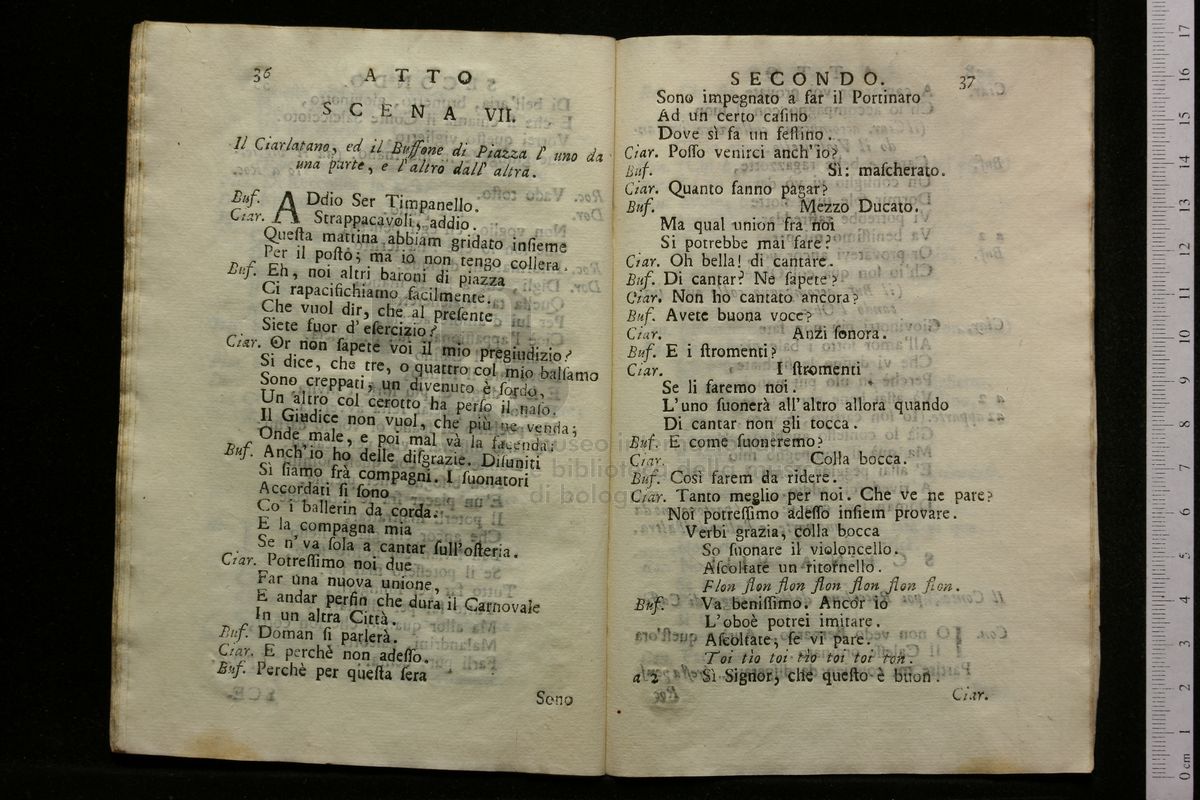 36 ATTO
SCENA VII.
Il Ciarlatano, ed il Buffone di Piazza l' uno da
una parte, e l'altro dall' altra.
Buf. ADdio Ser Timpanello.
Ciar. Strappacavoli, addio.
Queſta mattina abbiam gridato inſieme
Per il poſto; ma io non tengo collera.
Buf. Eh, noi altri baroni di piazza
Ci rapacifichiamo facilmente.
Che vuol dir, che al preſente
Siete fuor d'eſercizio?
Ciar. Or non ſapete voi il mio pregiudizio?
Si dice, che tre, o quattro col mio balſamo
Sono creppati, un divenuto è ſordo,
Un altro col cerotto ha perſo il naſo.
Il Giudice non vuol, che più ne venda;
Onde male, e poi mal và la facenda.
Buf. Anch'io ho delle diſgrazie. Diſuniti
Sì ſiamo frà compagni. I ſuonatori
Accordati ſi ſono
Co i ballerin da corda.
E la compagna mia
Se n'va ſola a cantar ſull'oſteria.
Ciar. Potreſſimo noi due
Far una nuova unione,
E andar perfin che dura il Carnovale
In un altra Città.
Buf. Doman ſi parlerà.
Ciar. E perchè non adeſſo.
Buf. Perchè per queſta ſera
Sono
SECONDO. 37
Sono impegnato a far il Portinaro
Ad un certo caſino
Dove ſì fa un feſtino.
Ciar. Poſſo venirci anch'io?
Buf. Sì: maſcherato.
Ciar. Quanto fanno pagar?
Buf. Mezzo Ducato.
Ma qual union fra noi
Si potrebbe mai fare?
Ciar. Oh bella! di cantare.
Buf. Di cantar? Ne ſapete?
Ciar. Non ho cantato ancora?
Buf. Avete buona voce?
Ciar. Anzi ſonora.
Buf. E i ſtromenti?
Ciar. I ſtromenti
Se li faremo noi.
L'uno ſuonerà all'altro allora quando
Di cantar non gli tocca.
Buf. E come ſuoneremo?
Ciar. Colla bocca.
Buf. Così farem da ridere.
Ciar. Tanto meglio per noi. Che ve ne pare?
Noi potreſſimo adeſſo inſiem provare.
Verbi grazia, colla bocca
So ſuonare il violoncello.
Aſcoltate un ritornello.
Flon flon flon flon flon flon flon.
Buf. Va beniſſimo. Ancor io
L'oboè potrei imitare.
Aſcoltate, ſe vi pare.
Toi tio toi tio toi toi ton.
a 2 Sì Signor, che queſto è buon.
Ciar.